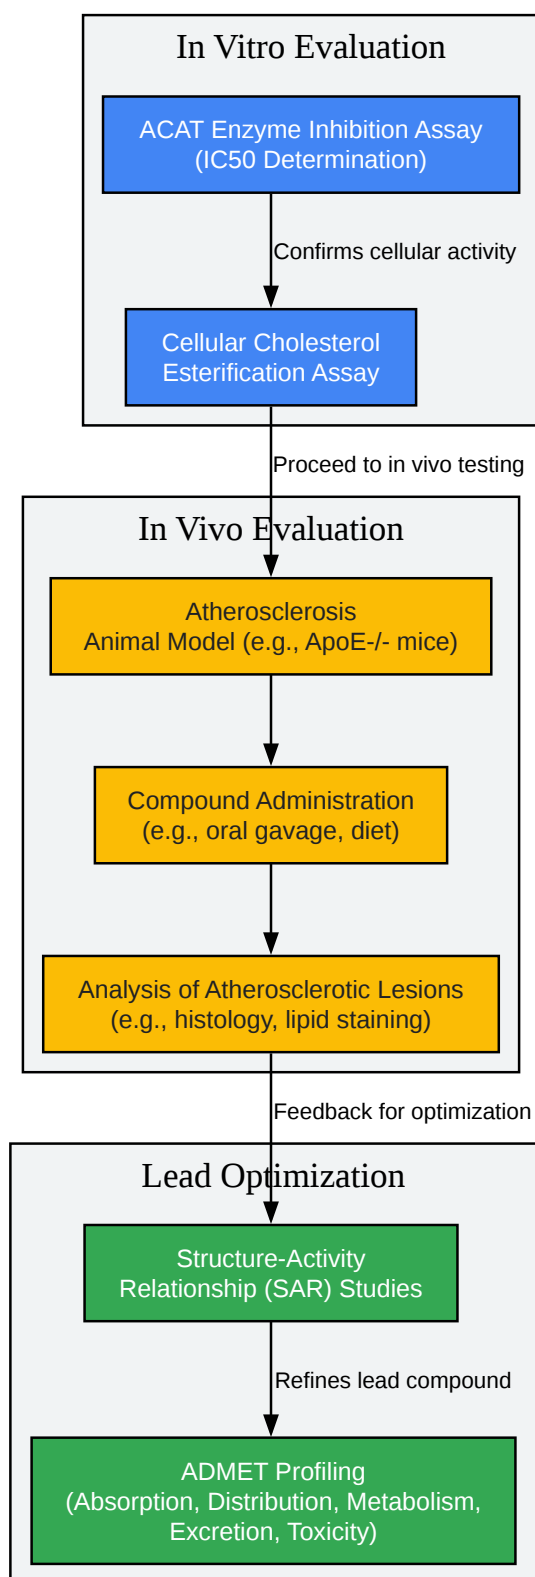 In Vitro Evaluation
ACAT Enzyme Inhibition Assay
(IC50 Determination)
Confirms cellular activity
Cellular Cholesterol
Esterification Assay
Proceed to in vivo testing
In Vivo Evaluation
Atherosclerosis
Animal Model (e.g., ApoE-/- mice)
Compound Administration
(e.g., oral gavage, diet)
Analysis of Atherosclerotic Lesions
(e.g., histology, lipid staining)
Feedback for optimization
Lead Optimization
Structure-Activity
Relationship (SAR) Studies
Refines lead compound
ADMET Profiling
(Absorption, Distribution, Metabolism,
Excretion, Toxicity)